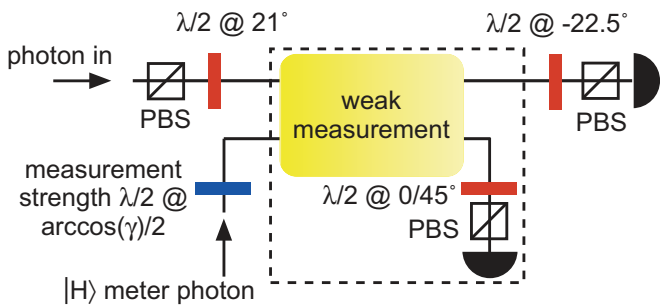 λ/2 @ 21°
λ/2 @ -22.5°
photon in
PBS
weak
measurement
PBS
measurement
strength λ/2 @
arccos(γ)/2
λ/2 @ 0/45°
PBS
|H⟩ meter photon